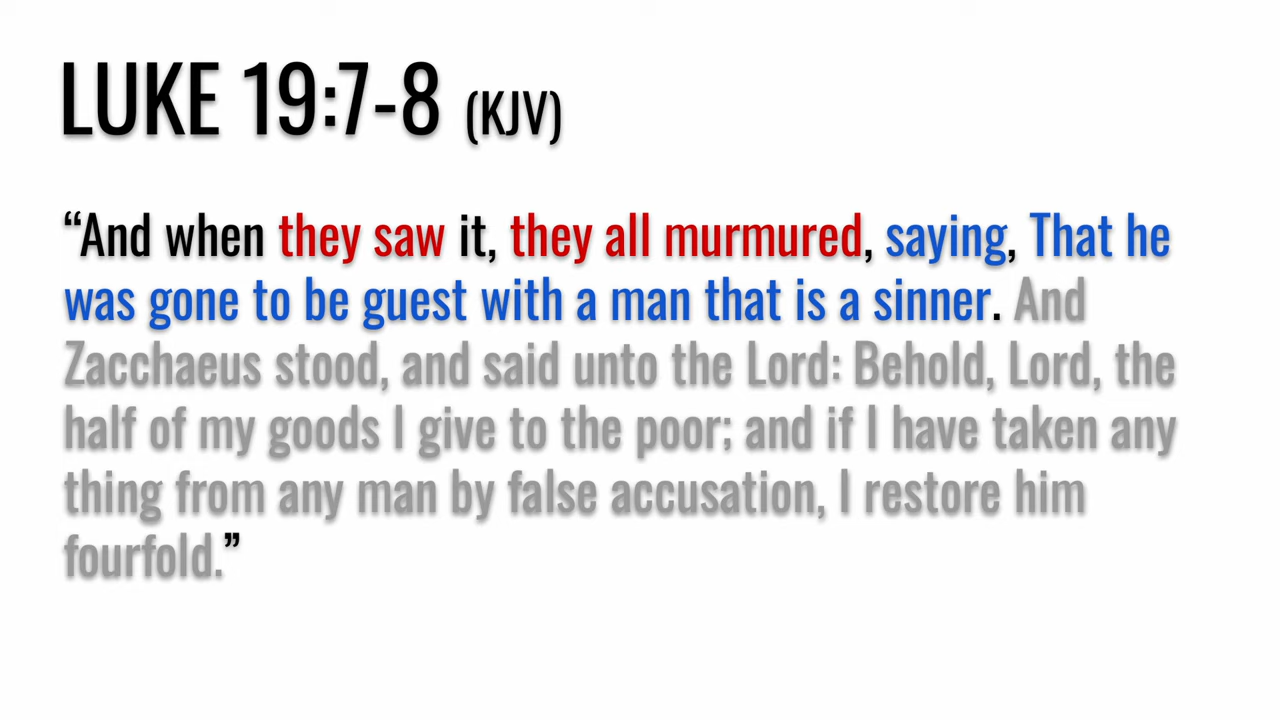 LUKE 19:7-8 (KJV)
“And when they saw it, they all murmured, saying, That he
was gone to be guest with a man that is a sinner. And
Zacchaeus stood, and said unto the Lord: Behold, Lord, the
half of my goods I give to the poor; and if I have taken any
thing from any man by false accusation, I restore him
fourfold.”